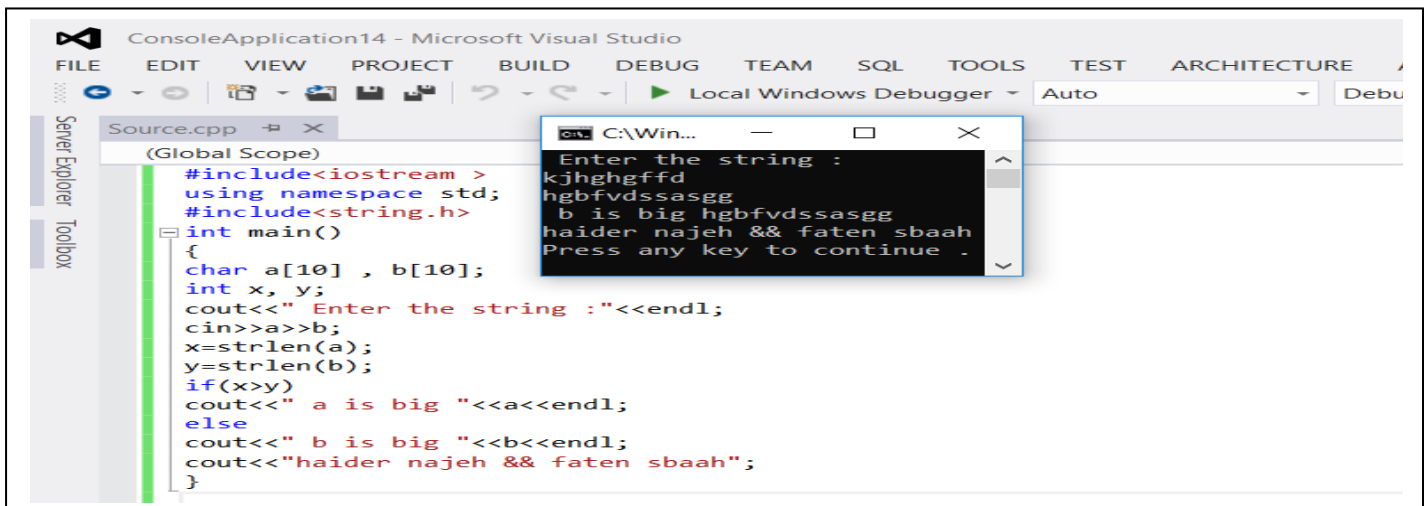 ConsoleApplication14 - Microsoft Visual Studio
FILE EDIT VIEW PROJECT BUILD DEBUG TEAM SQL TOOLS TEST ARCHITECTURE
Local Windows Debugger Auto Debu
Server Explorer
Toolbox
Source.cpp
(Global Scope)
#include<iostream >
using namespace std;
#include<string.h>
int main()
{
char a[10] , b[10];
int x, y;
cout<<" Enter the string :"<<endl;
cin>>a>>b;
x=strlen(a);
y=strlen(b);
if(x>y)
cout<<" a is big "<<a<<endl;
else
cout<<" b is big "<<b<<endl;
cout<<"haider najeh && faten sbaah";
}
C:\Win...
Enter the string :
kjhghgffd
hgbfvdssasgg
b is big hgbfvdssasgg
haider najeh && faten sbaah
Press any key to continue .